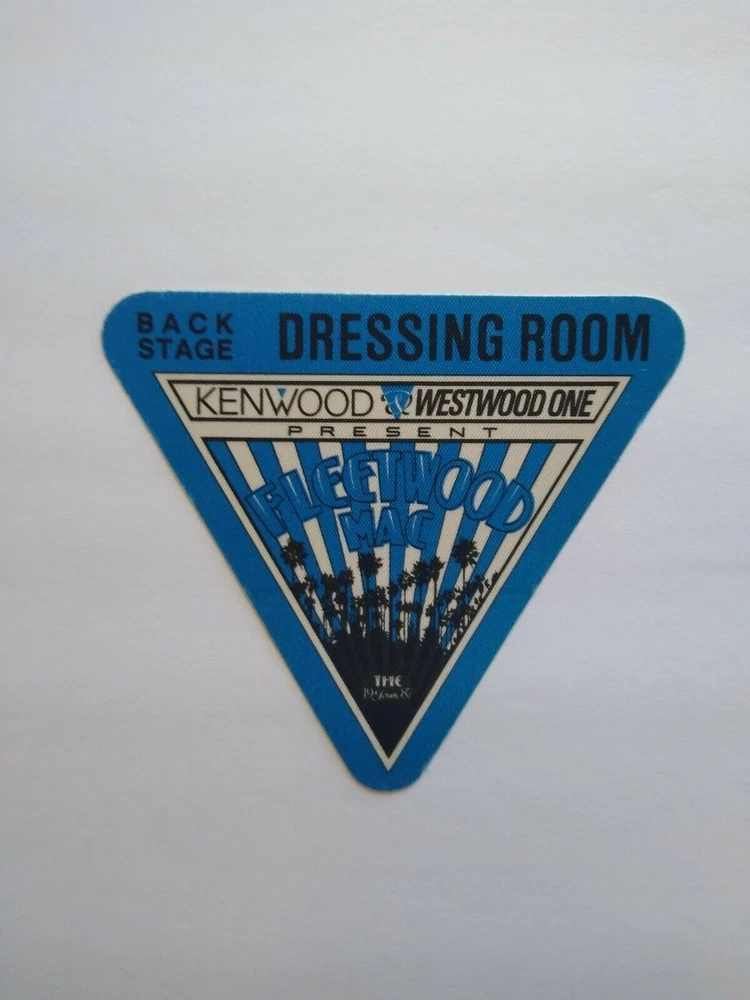 BACK STAGE
DRESSING ROOM
KENWOOD & WESTWOOD ONE
PRESENT
FLEETWOOD
MAC
THE